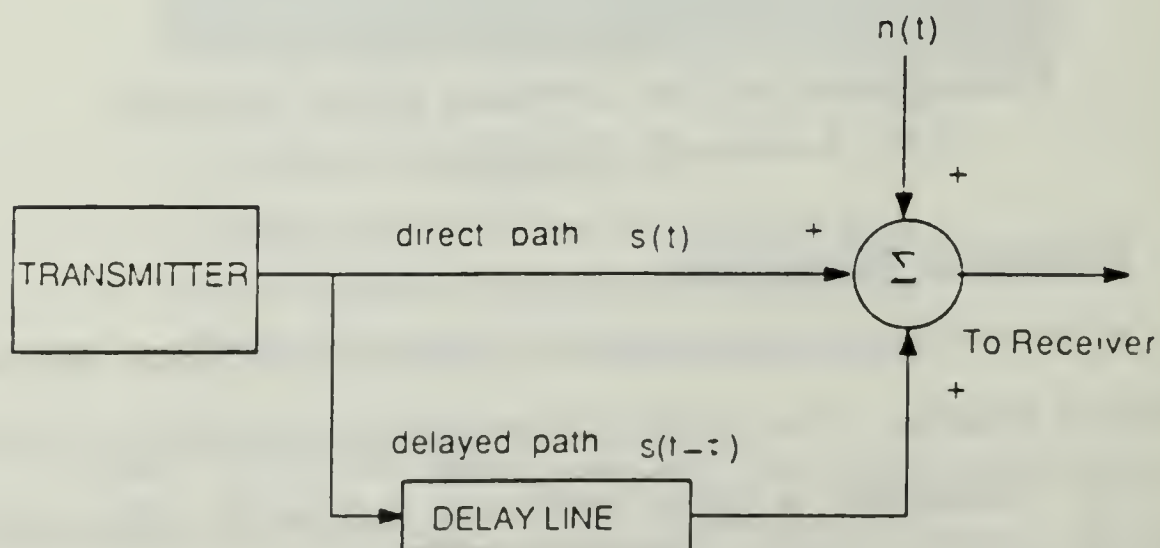 n(t)
+
direct path s(t) +
TRANSMITTER
Σ
To Receiver
+
delayed path s(t-τ)
DELAY LINE